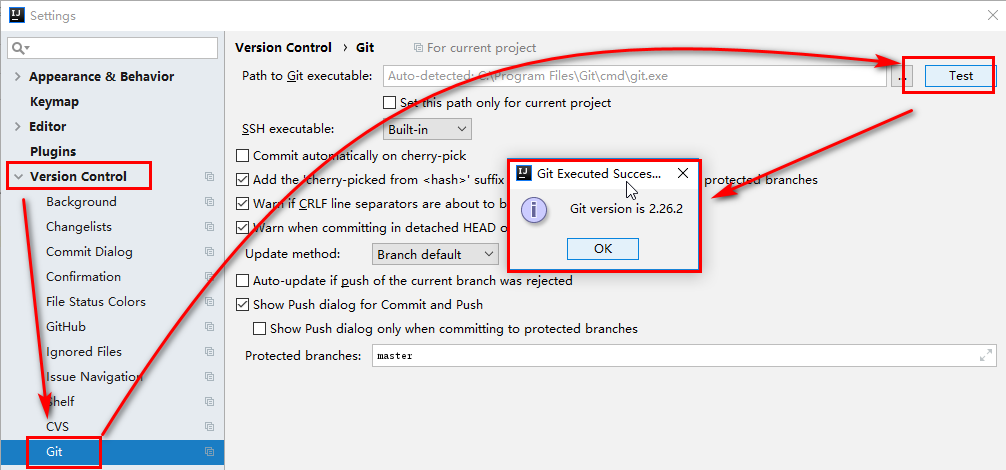 Settings
Version Control › Git For current project
Appearance & Behavior
Keymap
Editor
Plugins
Version Control
Background
Changelists
Commit Dialog
Confirmation
File Status Colors
GitHub
Ignored Files
Issue Navigation
Shelf
CVS
Git
Path to Git executable: Auto-detected: C:\Program Files\Git\cmd\git.exe ... Test
Set this path only for current project
SSH executable: Built-in
Commit automatically on cherry-pick
Add the 'cherry-picked from <hash>' suffix protected branches
Warn if CRLF line separators are about to b
Warn when committing in detached HEAD o
Update method: Branch default
Auto-update if push of the current branch was rejected
Show Push dialog for Commit and Push
Show Push dialog only when committing to protected branches
Protected branches: master
Git Executed Succes...
Git version is 2.26.2
OK